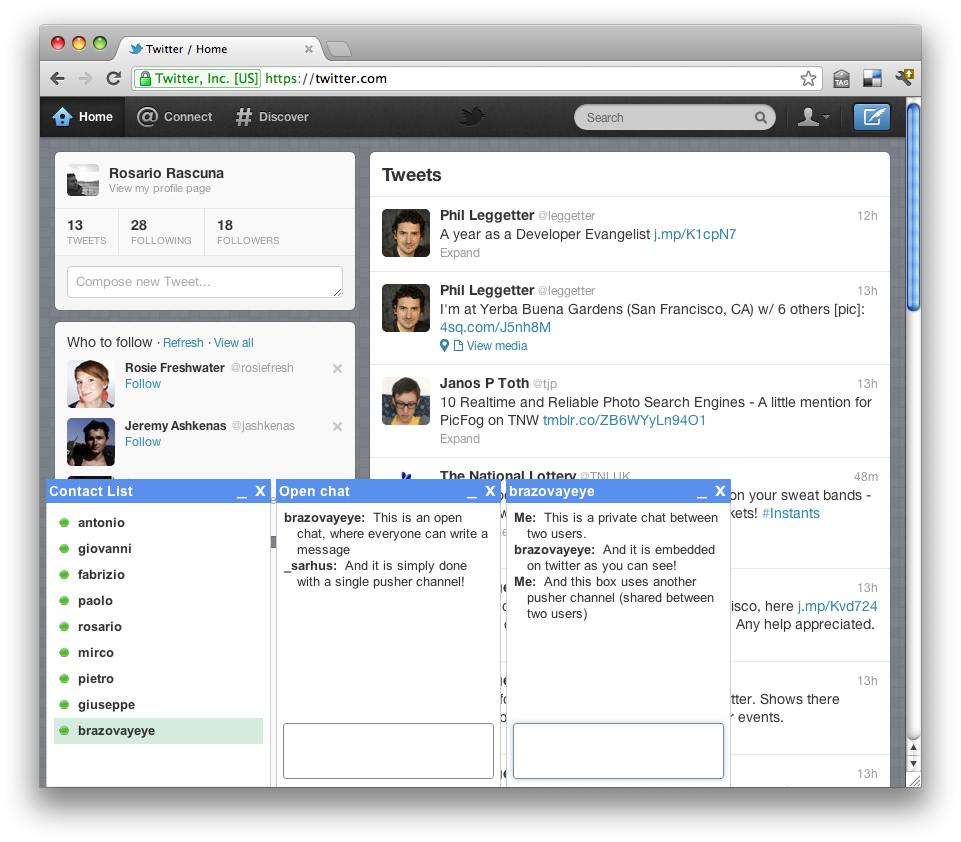 Twitter / Home
Twitter, Inc. [US] https://twitter.com
TAG
Home
Connect
Discover
Search
Rosario Rascuna
View my profile page
13
TWEETS
28
FOLLOWING
18
FOLLOWERS
Compose new Tweet...
Who to follow · Refresh · View all
Rosie Freshwater @rosiefresh
Follow
Jeremy Ashkenas @jashkenas
Follow
Tweets
Phil Leggetter @leggetter 12h
A year as a Developer Evangelist j.mp/K1cpN7
Expand
Phil Leggetter @leggetter 13h
I'm at Yerba Buena Gardens (San Francisco, CA) w/ 6 others [pic]:
4sq.com/J5nh8M
View media
Janos P Toth @tjp 13h
10 Realtime and Reliable Photo Search Engines - A little mention for
PicFog on TNW tmblr.co/ZB6WYyLn94O1
Expand
The National Lottery @TNLUK 48m
on your sweat bands -
kets! #Instants
13h
isco, here j.mp/Kvd724
Any help appreciated.
13h
tter. Shows there
r events.
13h
Contact List _ X
antonio
giovanni
fabrizio
paolo
rosario
mirco
pietro
giuseppe
brazovayeye
Open chat _ X
brazovayeye: This is an open
chat, where everyone can write a
message
_sarhus: And it is simply done
with a single pusher channel!
brazovayeye _ X
Me: This is a private chat between
two users.
brazovayeye: And it is embedded
on twitter as you can see!
Me: And this box uses another
pusher channel (shared between
two users)